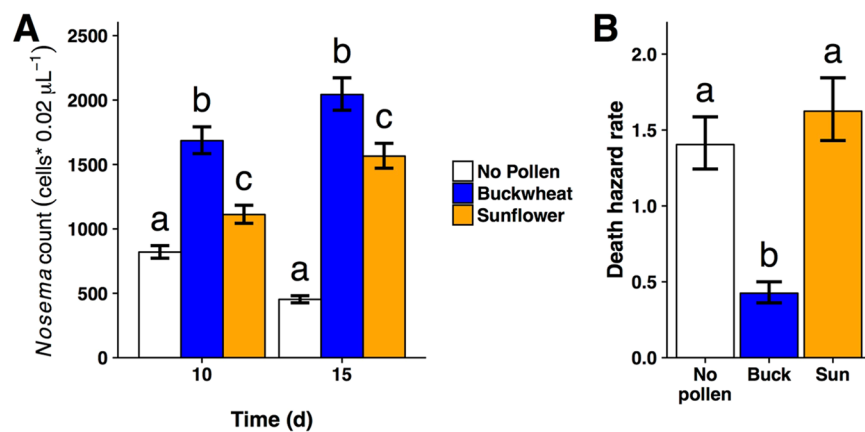 A
Nosema count (cells* 0.02 µL−1)
2500
2000
1500
1000
500
0
a
b
c
a
b
c
10
15
Time (d)
No Pollen
Buckwheat
Sunflower
B
Death hazard rate
2.0
1.5
1.0
0.5
0.0
a
b
a
No pollen
Buck
Sun